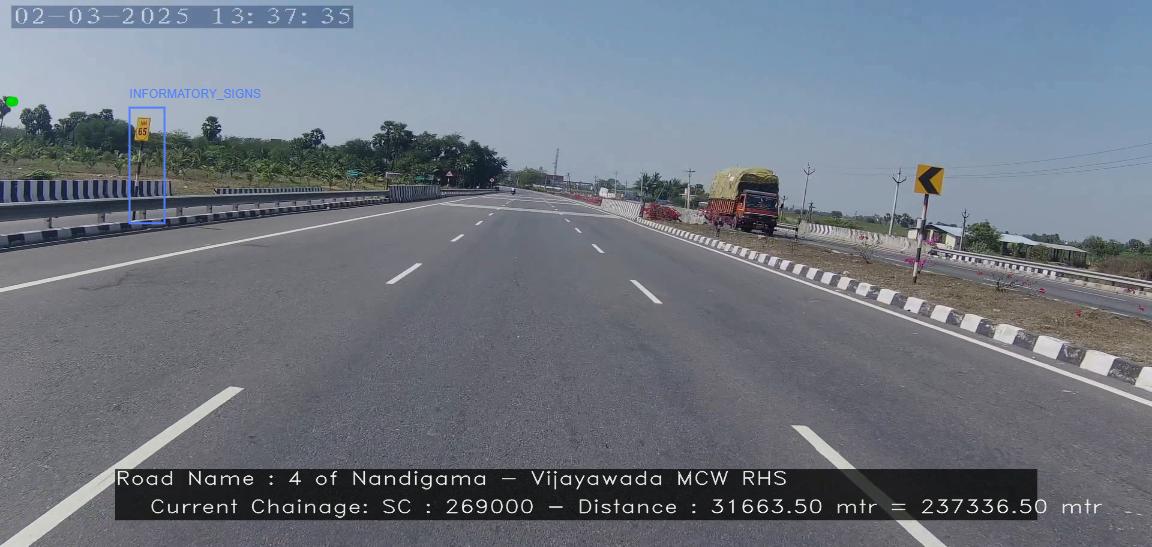 02-03-2025 13:37:35
INFORMATORY_SIGNS
NH
65
Road Name : 4 of Nandigama - Vijayawada MCW RHS
Current Chainage: SC : 269000 - Distance : 31663.50 mtr = 237336.50 mtr